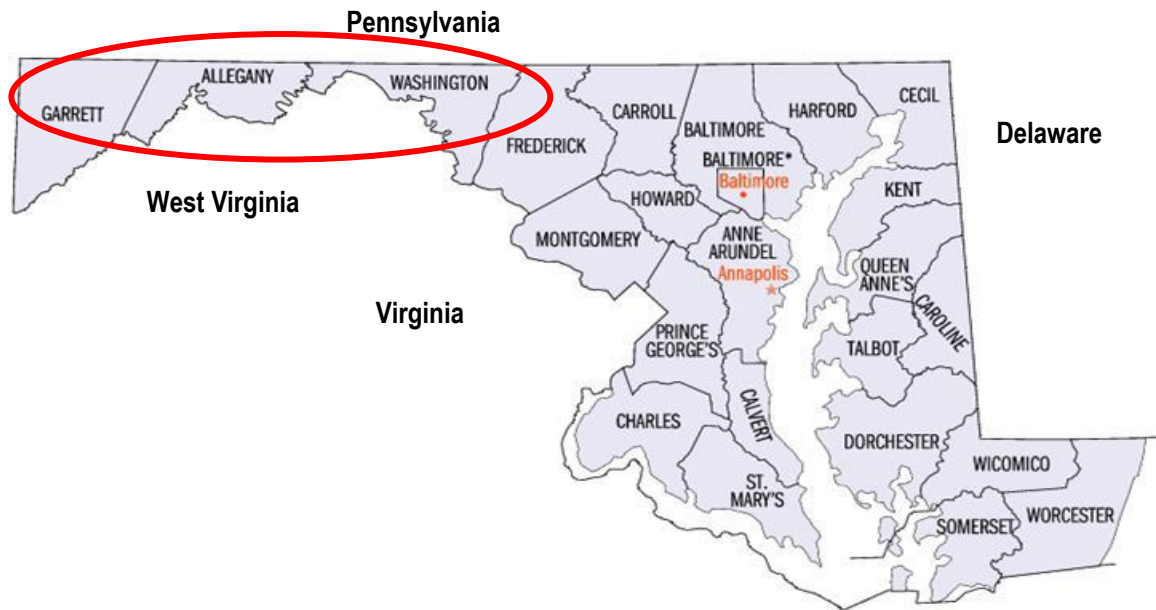 Pennsylvania
ALLEGANY
WASHINGTON
GARRETT
CARROLL
HARFORD
CECIL
BALTIMORE
Delaware
FREDERICK
BALTIMORE*
Baltimore
KENT
West Virginia
HOWARD
MONTGOMERY
ANNE
ARUNDEL
Annapolis
QUEEN
ANNE'S
Virginia
CAROLINE
PRINCE
GEORGE'S
TALBOT
CHARLES
CALVERT
DORCHESTER
WICOMICO
ST.
MARY'S
SOMERSET
WORCESTER